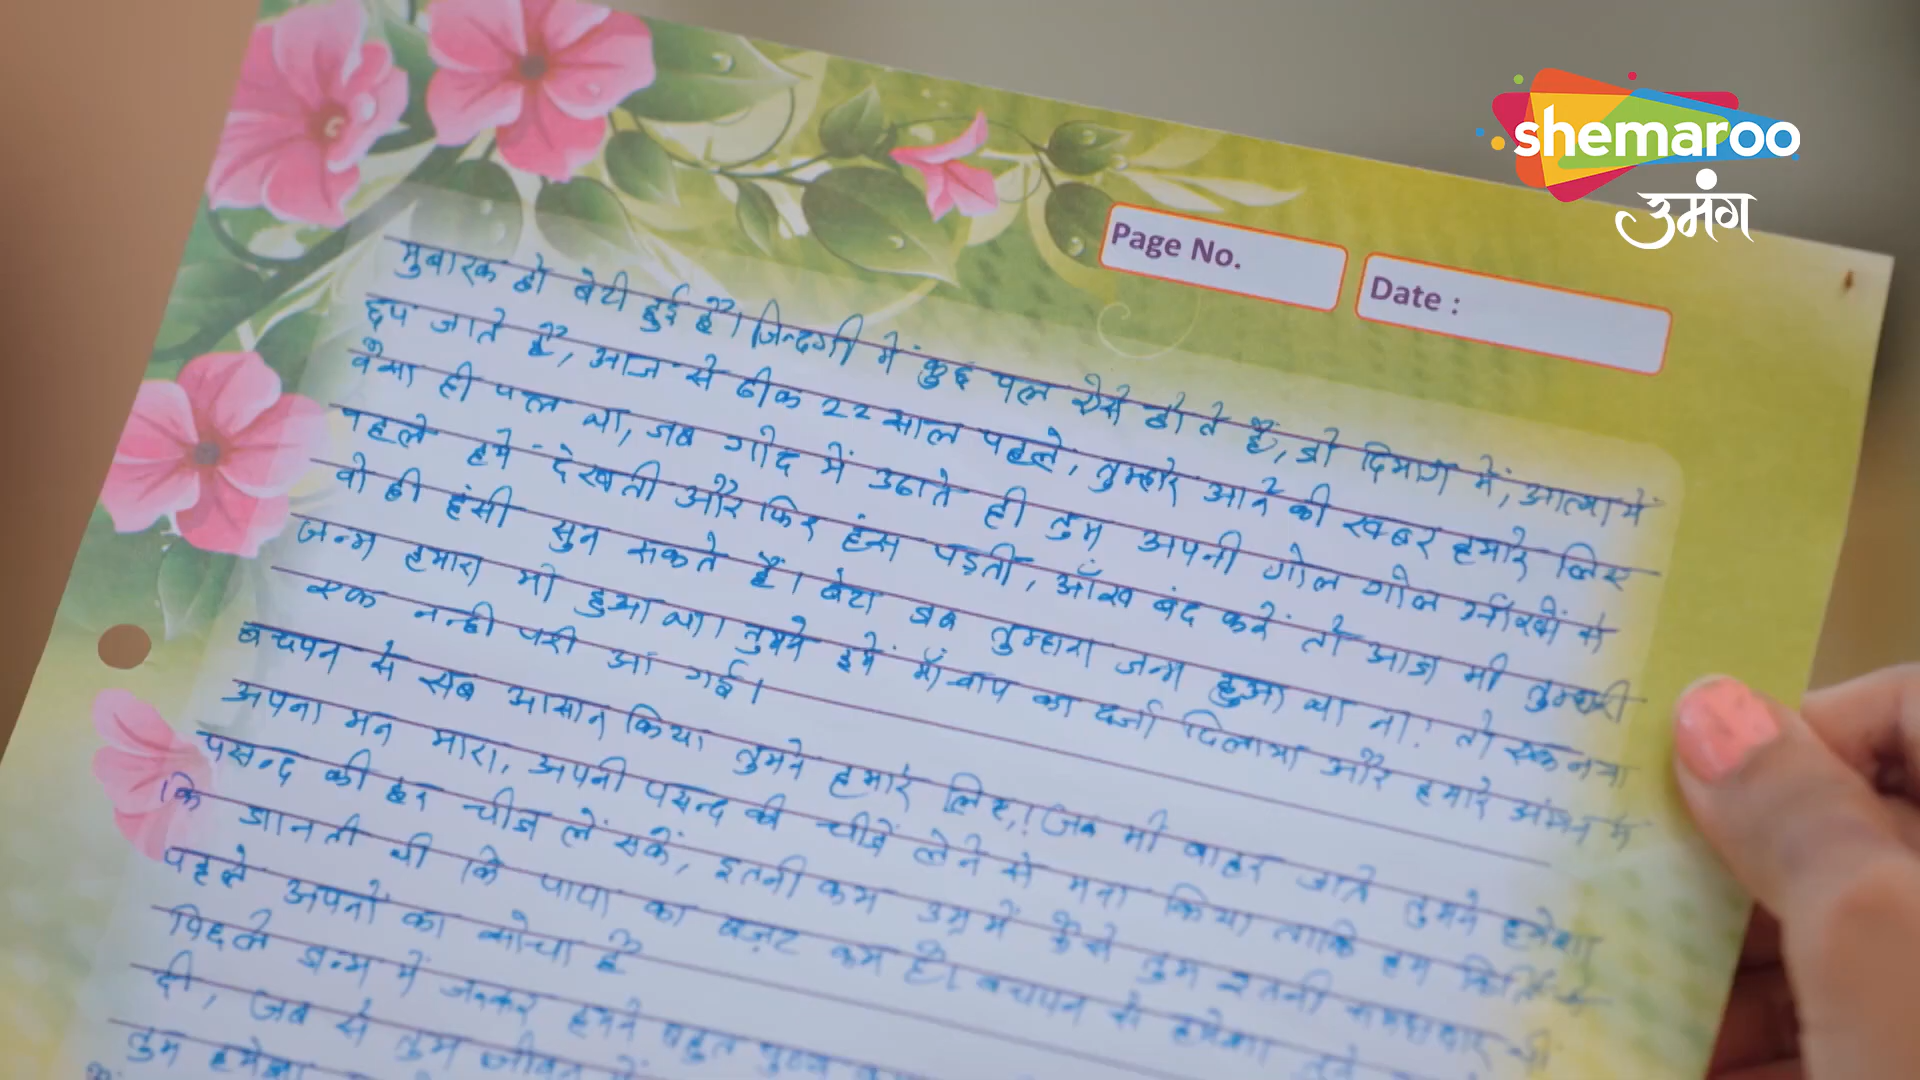 shemaroo
उमंग
Page No.
Date :
मुबारक हो बेटी हुई है। जिन्दगी में कुछ पल ऐसे होते हैं, जो दिमाग में, आत्मा में
छप जाते हैं, आज से ठीक 22 साल पहले, तुम्हारे आने की खबर हमारे लिए
वैसा ही पल था, जब गोद में उठाते ही तुम अपनी गोल गोल आँखों से
पहले हमें देखती और फिर हंस पड़ती, आँख बंद करें तो आज भी तुम्हारी
वो ही हंसी सुन सकते हैं। बेटा जब तुम्हारा जन्म हुआ था ना! तो एक नया
जन्म हमारा भी हुआ था। तुमने हमें माँ-बाप का दर्जा दिलाया और हमारे आंगन में
एक नन्ही परी आ गई।
बचपन से सब आसान किया तुमने हमारे लिए,! जब भी बाहर जाते तुमने हमेशा
अपना मन मारा, अपनी पसन्द की चीजें लेने से मना किया ताकि हम
पसन्द की हर चीज ले सकें, इतनी कम उम्र में कैसे तुम इतनी समझदार थी
कि जानती थी कि पापा का बज़ट कम है। बचपन से हमेशा
पहले अपनों का सोचा है
पिछले जन्म में जरूर हमने बहुत पुण्य
दी, जब से तुम जीवन में
तुम हमेशा